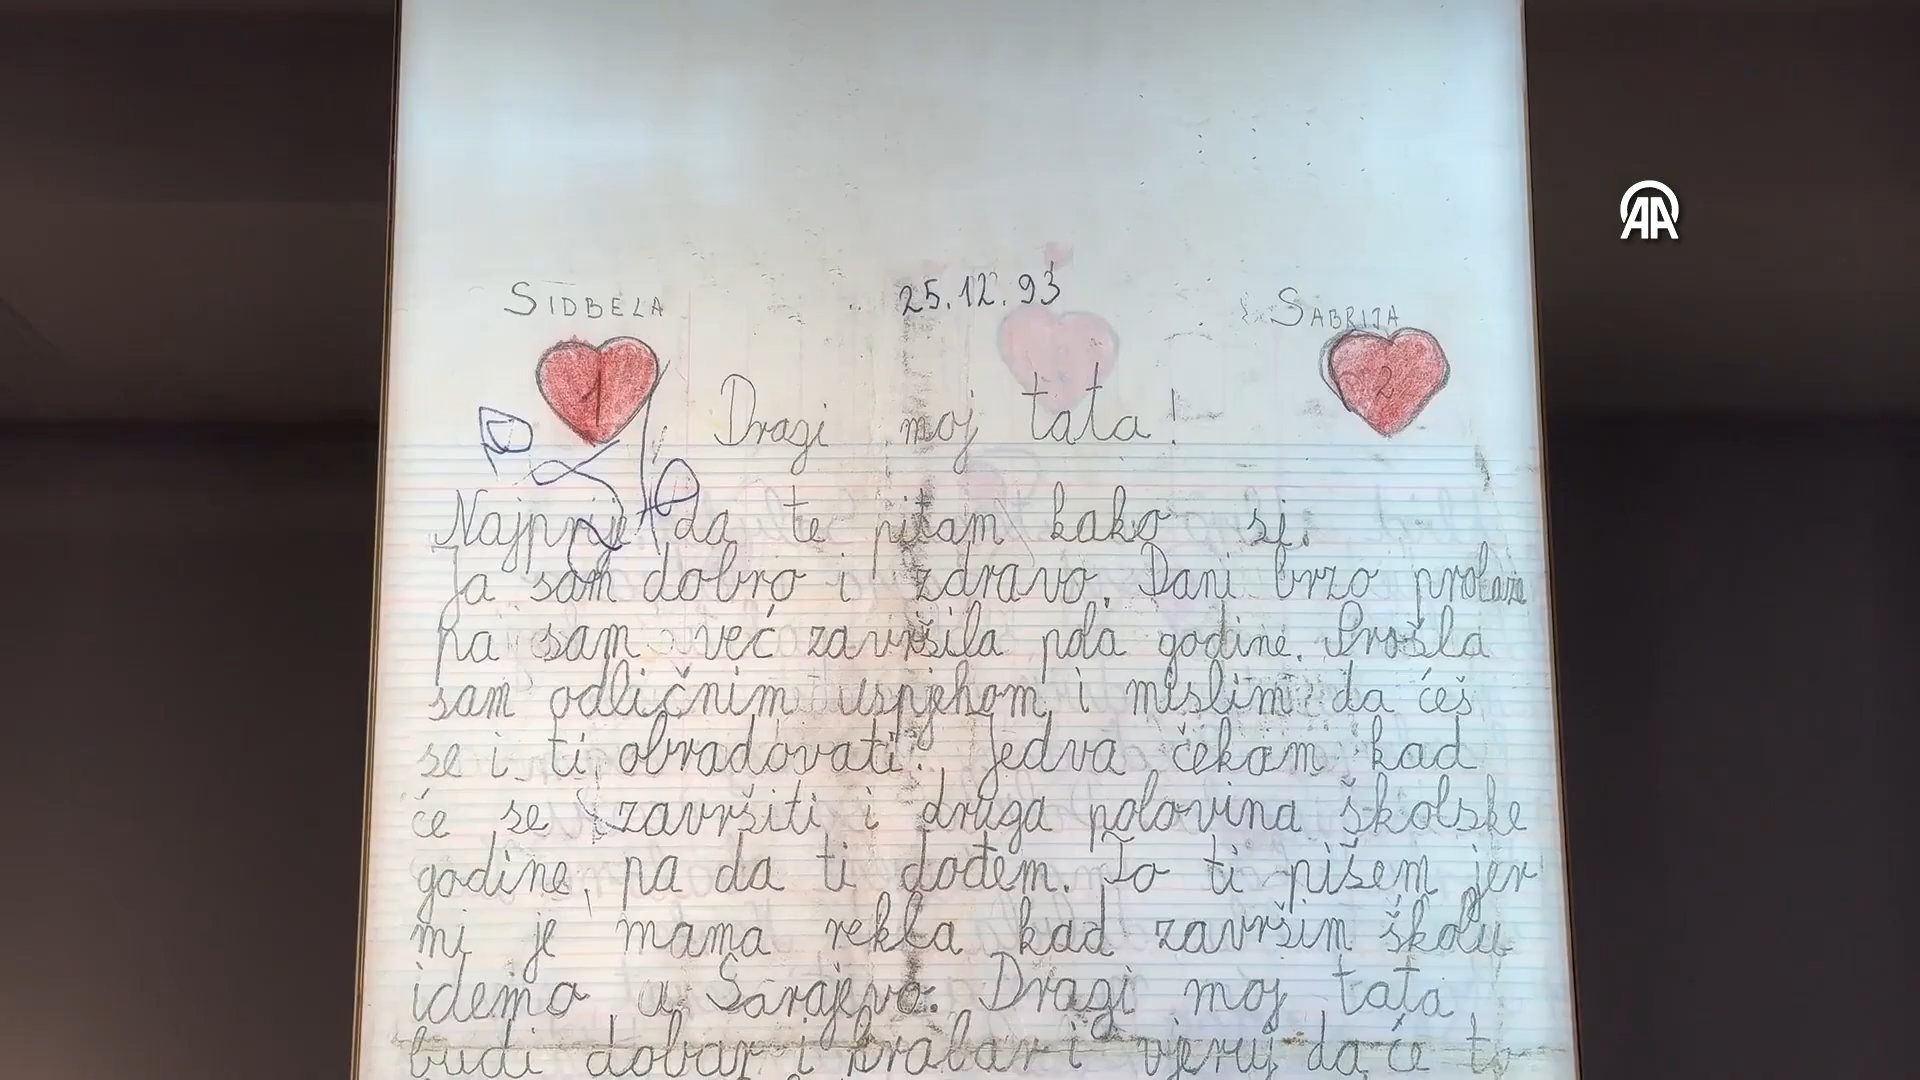 AA
SIDBELA 25.12.93 SABRIJA
1 2
Dragi moj tata!
Najprije da te pitam kako si.
Ja sam dobro i zdravo. Dani brzo prolaze
pa sam već završila pola godine. Prošla
sam odličnim uspjehom i mislim da ćeš
se i ti obradovati. Jedva čekam kad
će se završiti i druga polovina školske
godine, pa da ti dođem. To ti pišem jer
mi je mama rekla kad završim školu
idemo u Sarajevo. Dragi moj tata
budi dobar i hrabar i vjeruj da će to